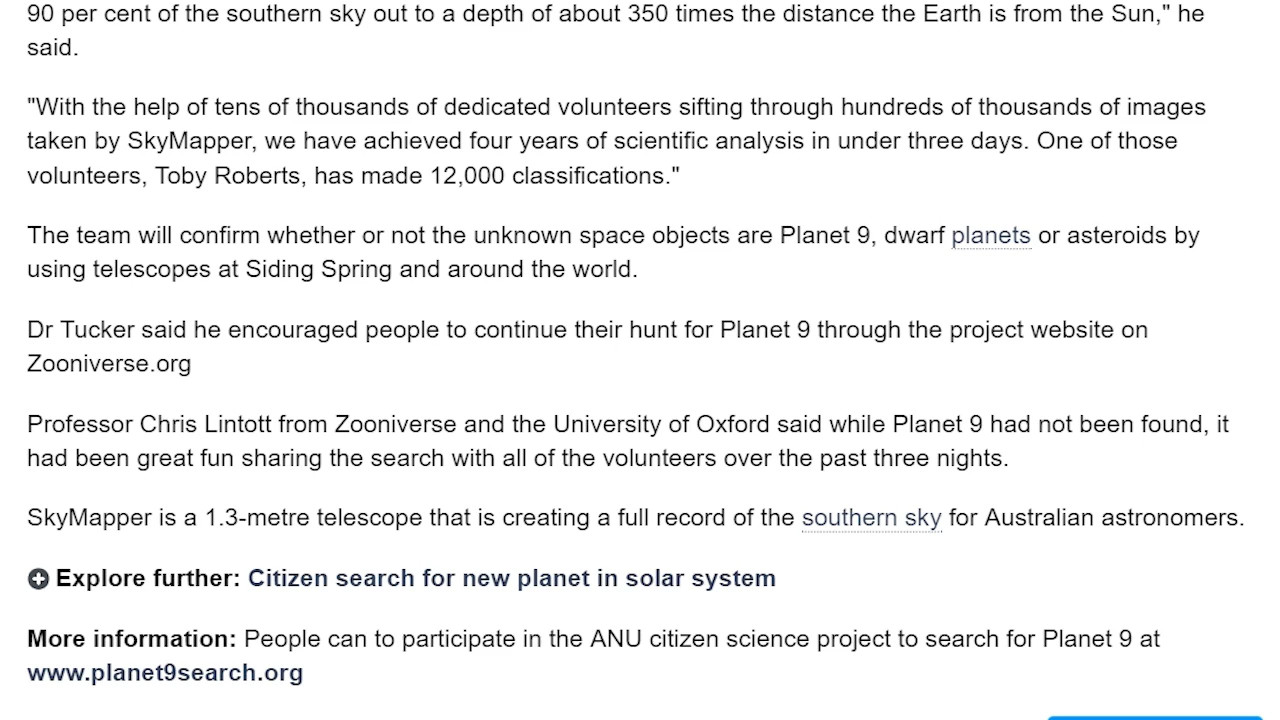 90 per cent of the southern sky out to a depth of about 350 times the distance the Earth is from the Sun," he
said.
"With the help of tens of thousands of dedicated volunteers sifting through hundreds of thousands of images
taken by SkyMapper, we have achieved four years of scientific analysis in under three days. One of those
volunteers, Toby Roberts, has made 12,000 classifications."
The team will confirm whether or not the unknown space objects are Planet 9, dwarf planets or asteroids by
using telescopes at Siding Spring and around the world.
Dr Tucker said he encouraged people to continue their hunt for Planet 9 through the project website on
Zooniverse.org
Professor Chris Lintott from Zooniverse and the University of Oxford said while Planet 9 had not been found, it
had been great fun sharing the search with all of the volunteers over the past three nights.
SkyMapper is a 1.3-metre telescope that is creating a full record of the southern sky for Australian astronomers.
Explore further: Citizen search for new planet in solar system
More information: People can to participate in the ANU citizen science project to search for Planet 9 at
www.planet9search.org